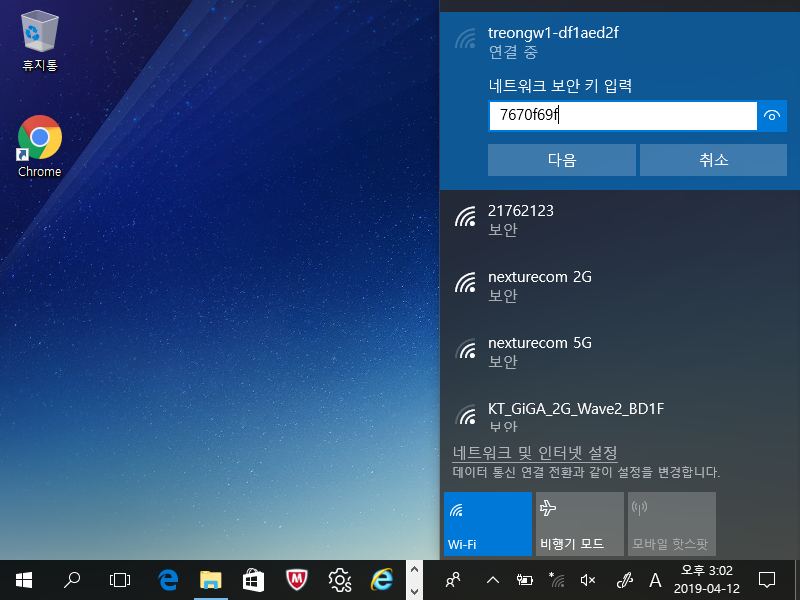 휴지통
Chrome
treongw1-df1aed2f
연결 중
네트워크 보안 키 입력
7670f69f
다음
취소
21762123
보안
nexturecom 2G
보안
nexturecom 5G
보안
KT_GiGA_2G_Wave2_BD1F
보안
네트워크 및 인터넷 설정
데이터 통신 연결 전환과 같이 설정을 변경합니다.
Wi-Fi
비행기 모드
모바일 핫스팟
A
오후 3:02
2019-04-12